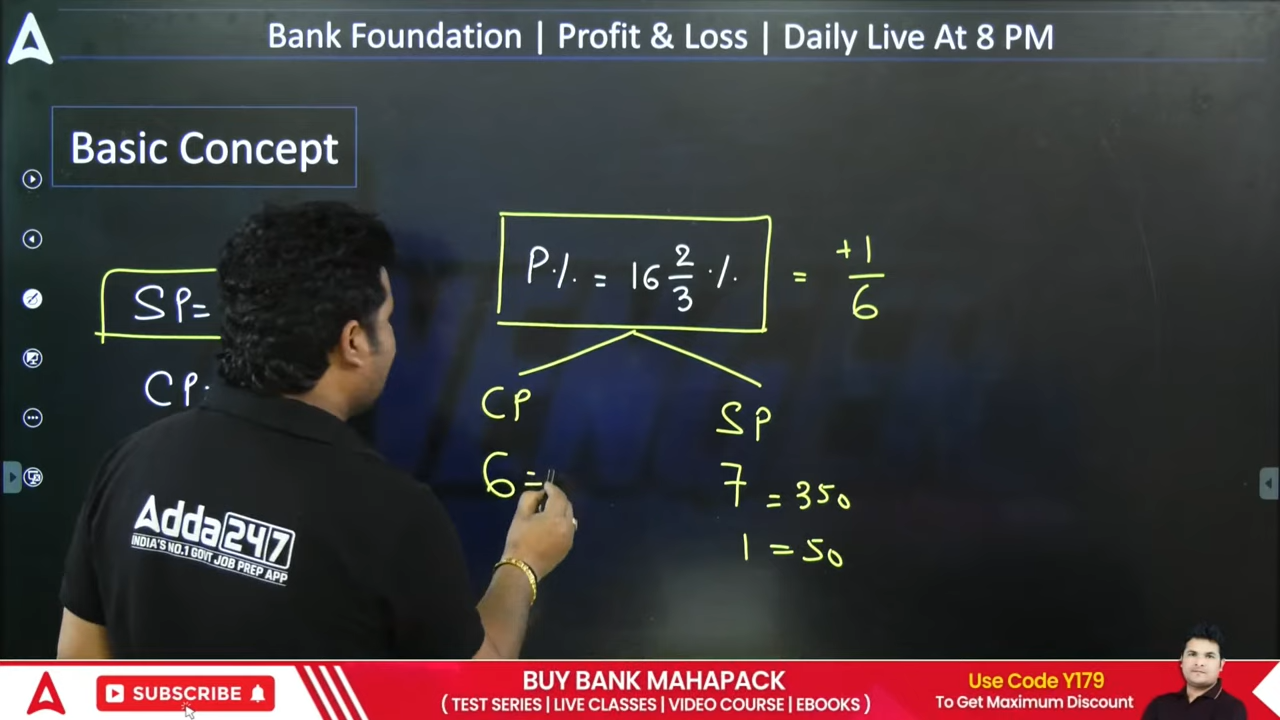 Bank Foundation | Profit & Loss | Daily Live At 8 PM
Basic Concept
P% = 16 2/3 % = +1/6
SP=
CP
CP SP
6 = 7 = 350
1 = 50
Adda247
INDIA'S NO.1 GOVT JOB PREP APP
SUBSCRIBE
BUY BANK MAHAPACK
( TEST SERIES | LIVE CLASSES | VIDEO COURSE | EBOOKS )
Use Code Y179
To Get Maximum Discount